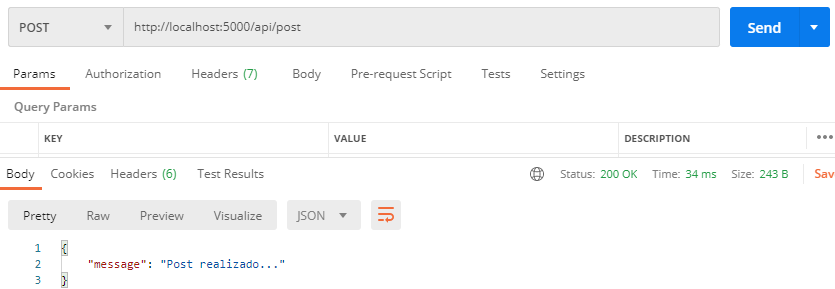 POST http://localhost:5000/api/post Send
Params Authorization Headers (7) Body Pre-request Script Tests Settings
Query Params
KEY VALUE DESCRIPTION •••
Body Cookies Headers (6) Test Results Status: 200 OK Time: 34 ms Size: 243 B Sav
Pretty Raw Preview Visualize JSON
1 {
2 "message": "Post realizado..."
3 }